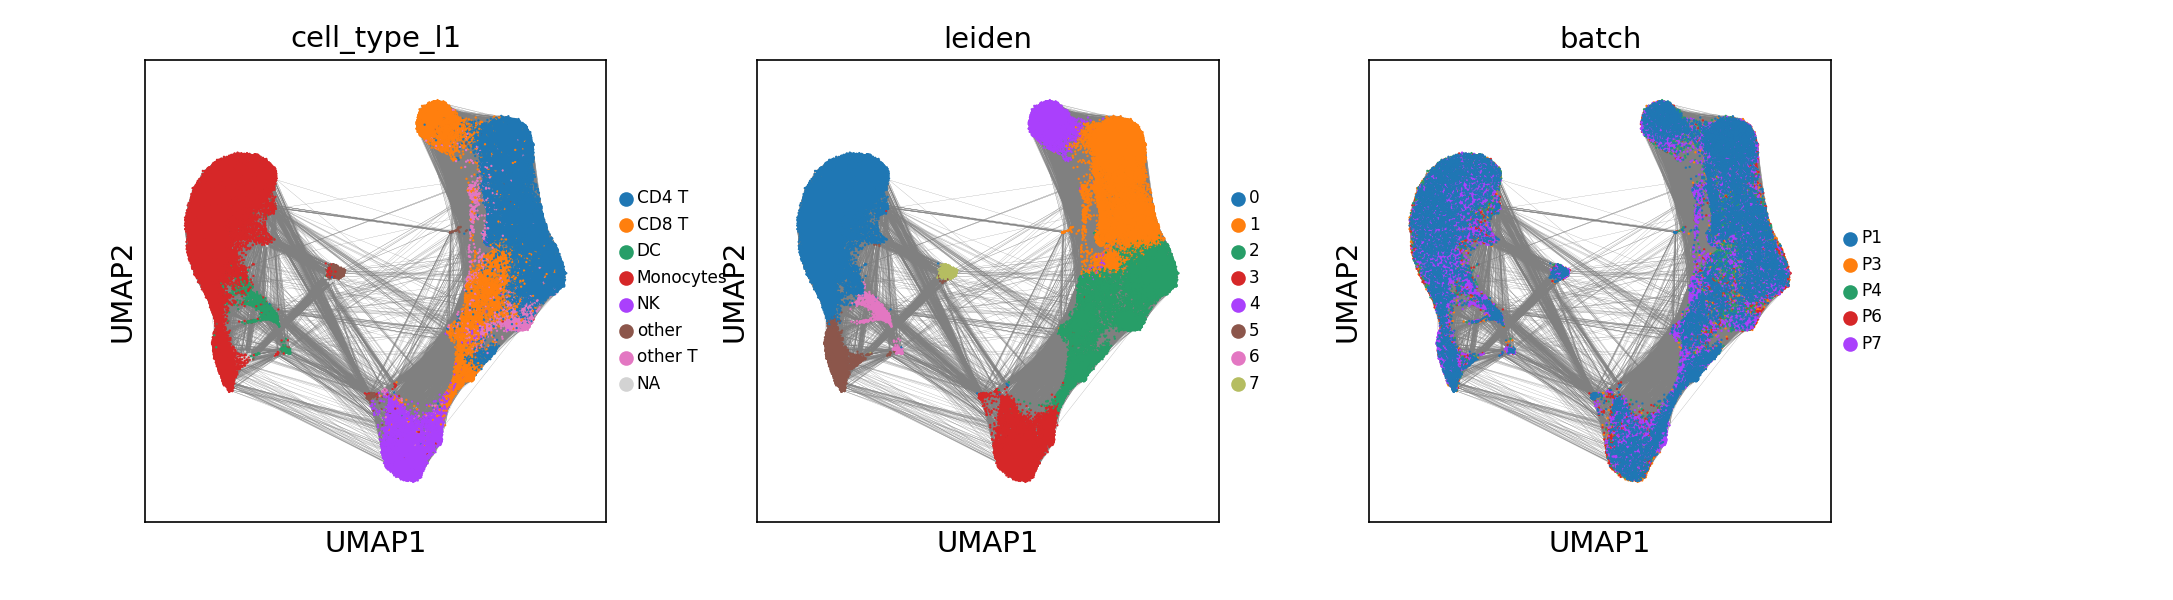 cell_type_l1
UMAP2
UMAP1
CD4 T
CD8 T
DC
Monocytes
NK
other
other T
NA
leiden
UMAP2
UMAP1
0
1
2
3
4
5
6
7
batch
UMAP2
UMAP1
P1
P3
P4
P6
P7